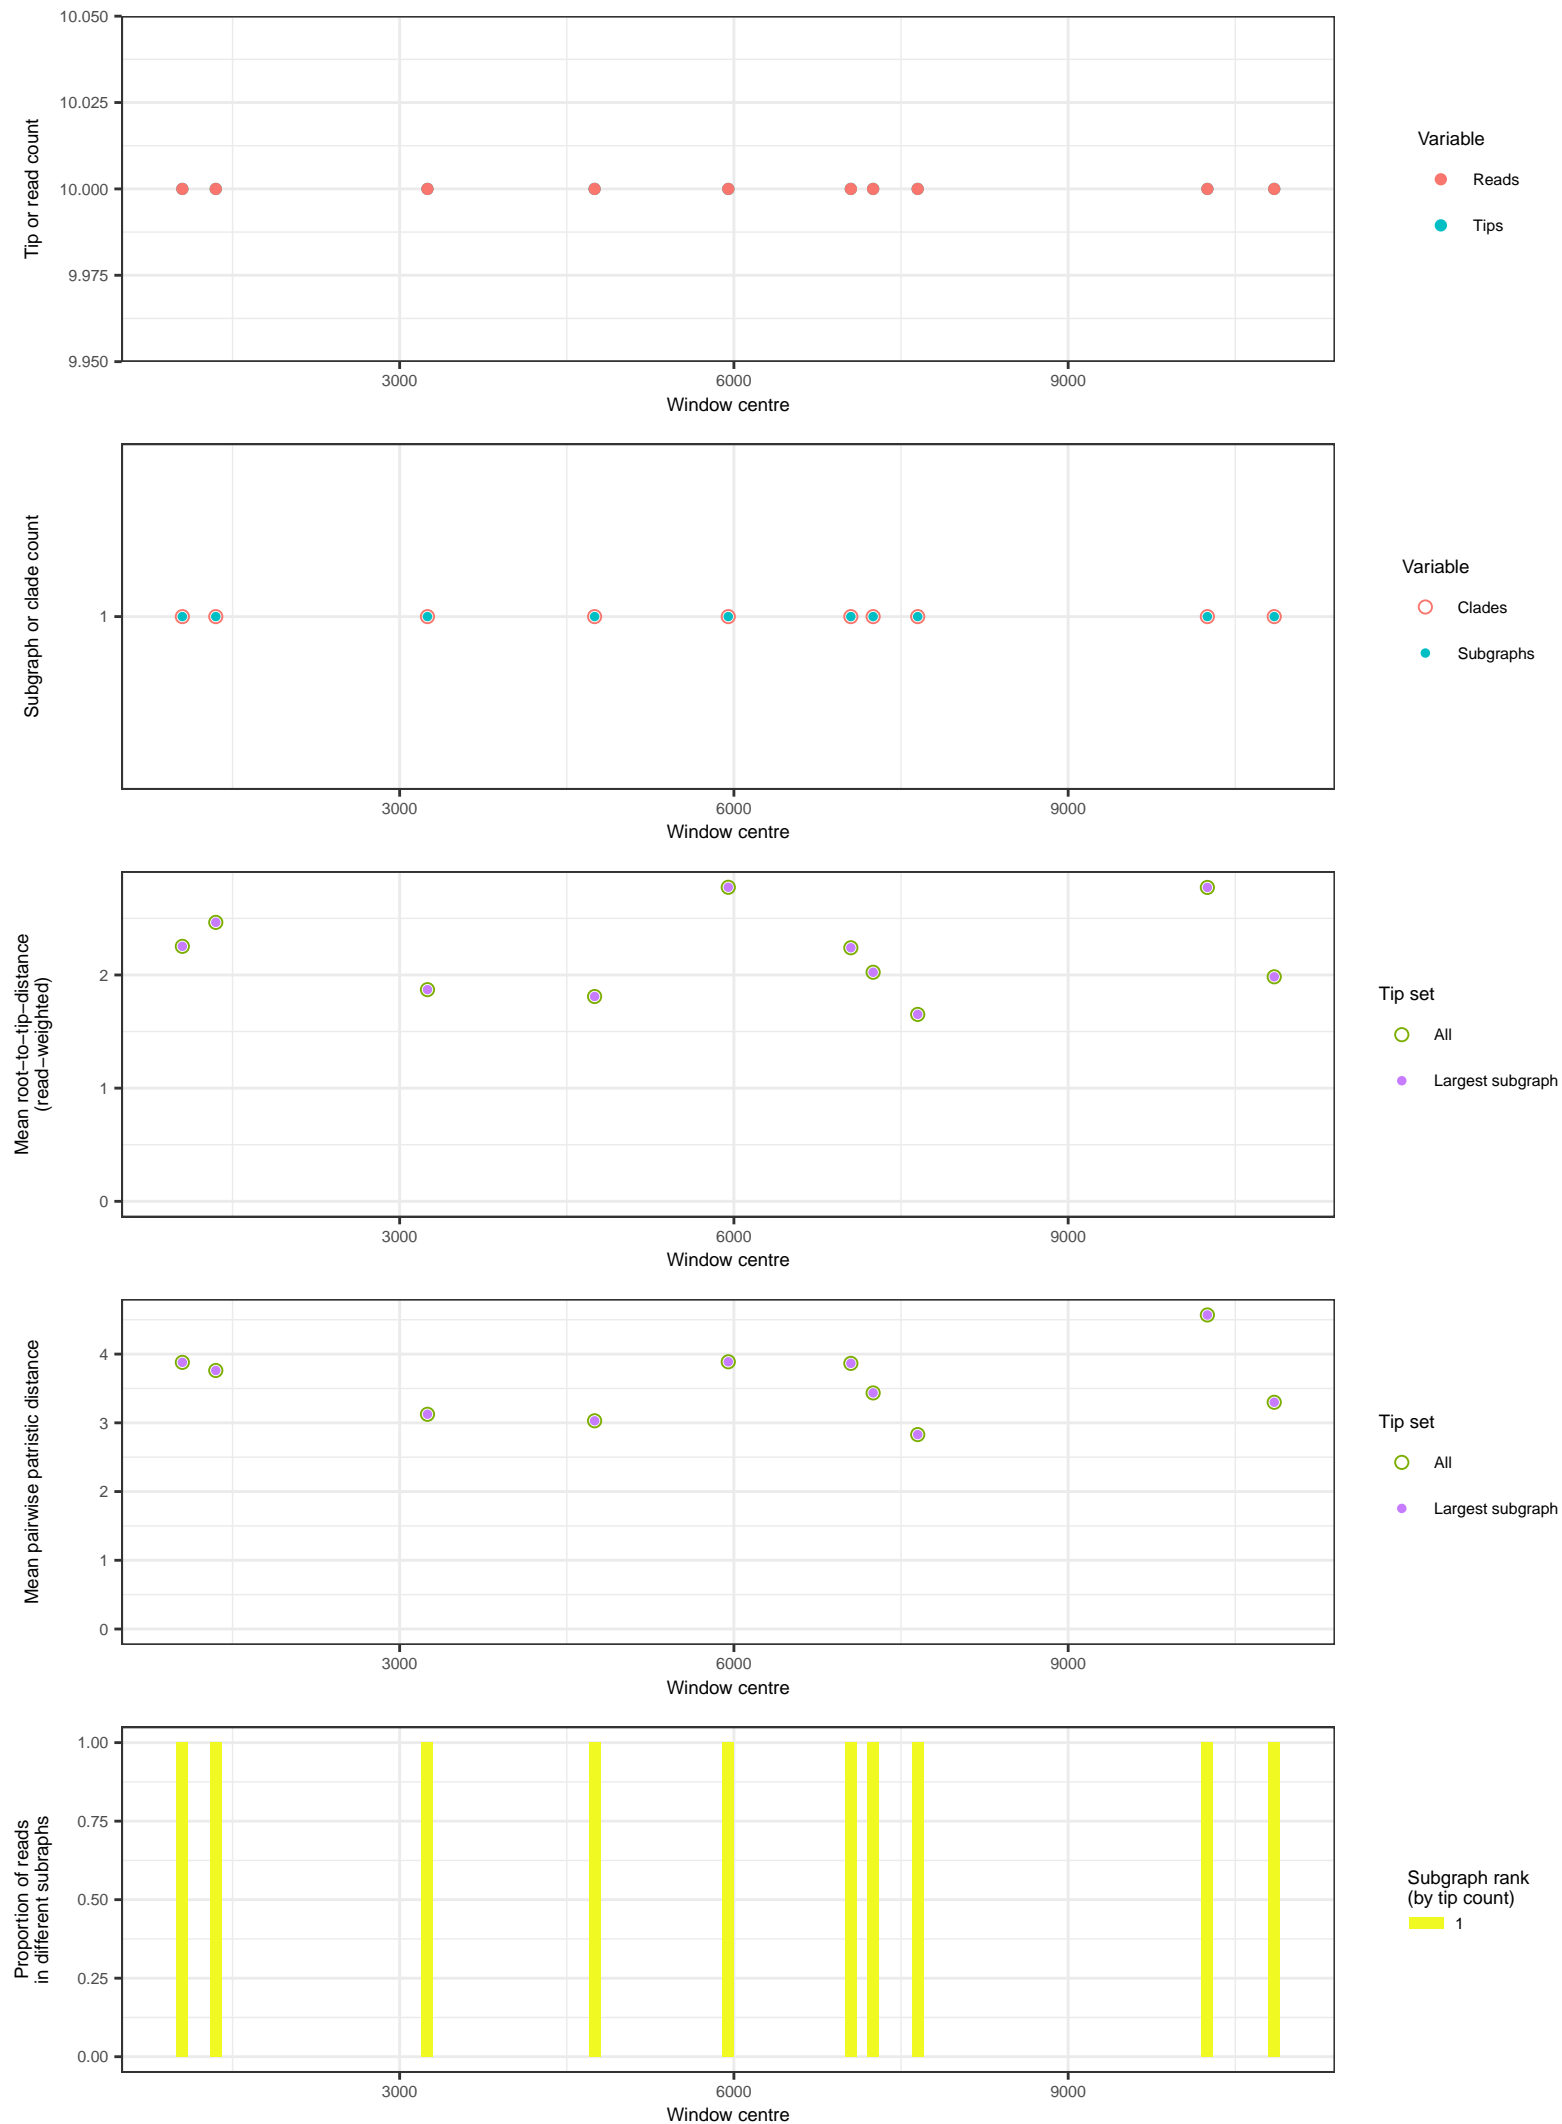 10.050
10.025
10.000
9.975
9.950
Tip or read count
3000 6000 9000
Window centre
Variable
Reads
Tips
1
Subgraph or clade count
3000 6000 9000
Window centre
Variable
Clades
Subgraphs
2
1
0
Mean root−to−tip−distance
(read−weighted)
3000 6000 9000
Window centre
Tip set
All
Largest subgraph
4
3
2
1
0
Mean pairwise patristic distance
3000 6000 9000
Window centre
Tip set
All
Largest subgraph
1.00
0.75
0.50
0.25
0.00
Proportion of reads
in different subraphs
3000 6000 9000
Window centre
Subgraph rank
(by tip count)
1